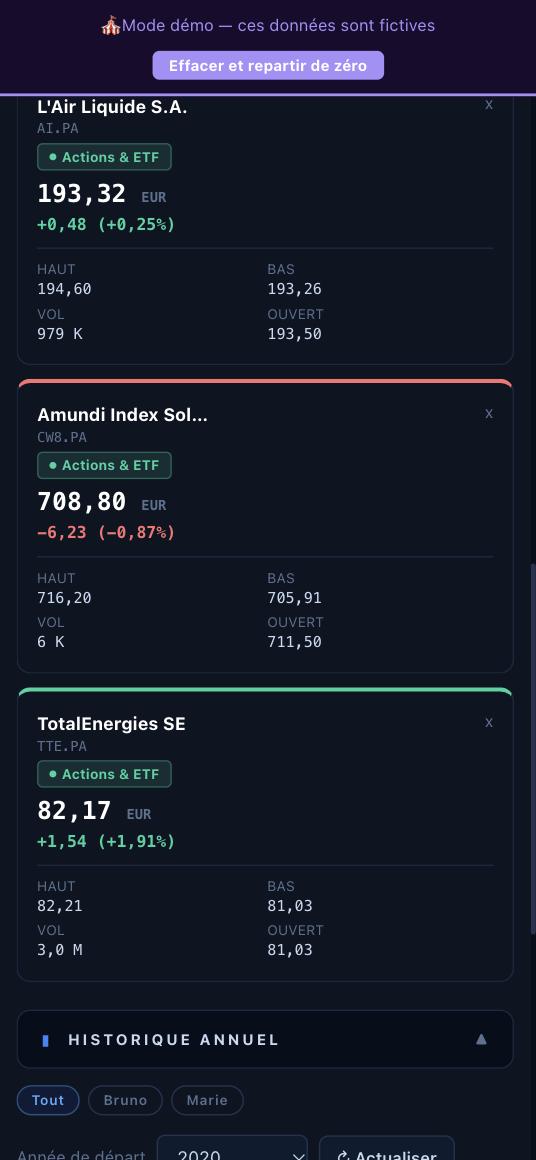 🎪Mode démo — ces données sont fictives
Effacer et repartir de zéro
L'Air Liquide S.A. x
AI.PA
Actions & ETF
193,32 EUR
+0,48 (+0,25%)
HAUT BAS
194,60 193,26
VOL OUVERT
979 K 193,50
Amundi Index Sol... x
CW8.PA
Actions & ETF
708,80 EUR
−6,23 (−0,87%)
HAUT BAS
716,20 705,91
VOL OUVERT
6 K 711,50
TotalEnergies SE x
TTE.PA
Actions & ETF
82,17 EUR
+1,54 (+1,91%)
HAUT BAS
82,21 81,03
VOL OUVERT
3,0 M 81,03
HISTORIQUE ANNUEL ▲
Tout Bruno Marie
Année de départ 2020 ↻ Actualiser